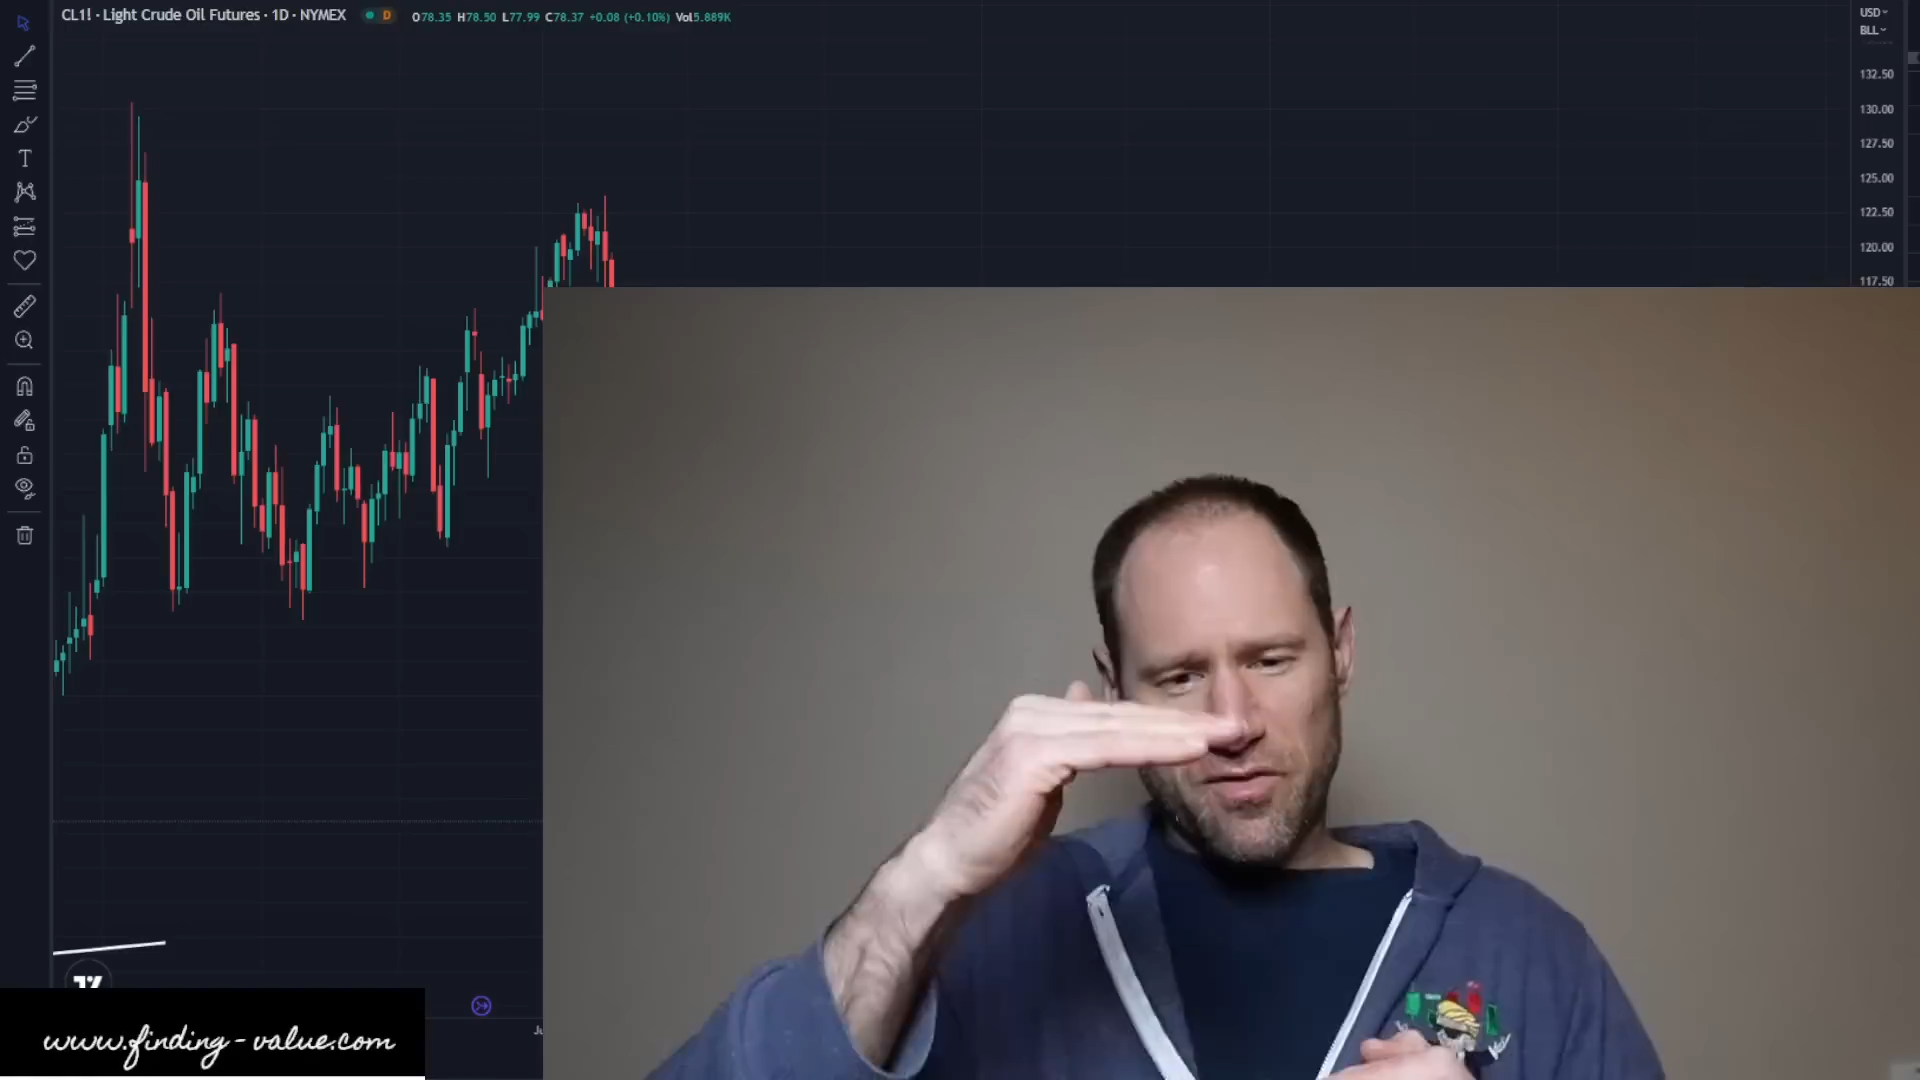 CL1! · Light Crude Oil Futures · 1D · NYMEX D O78.35 H78.50 L77.99 C78.37 +0.08 (+0.10%) Vol5.889K
USD
BLL
132.50
130.00
127.50
125.00
122.50
120.00
117.50
www.finding-value.com